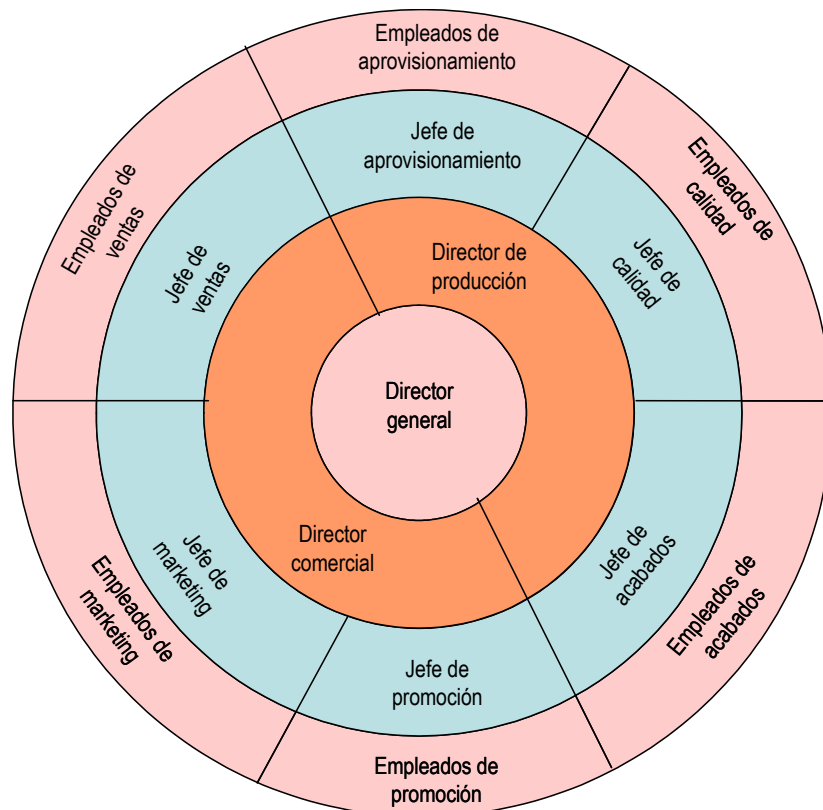 Empleados de
aprovisionamiento
Jefe de
aprovisionamiento
Empleados de
calidad
Jefe de
calidad
Empleados de
ventas
Jefe de
ventas
Director de
producción
Director
general
Director
comercial
Jefe de
marketing
Empleados de
marketing
Jefe de
acabados
Empleados de
acabados
Jefe de
promoción
Empleados de
promoción